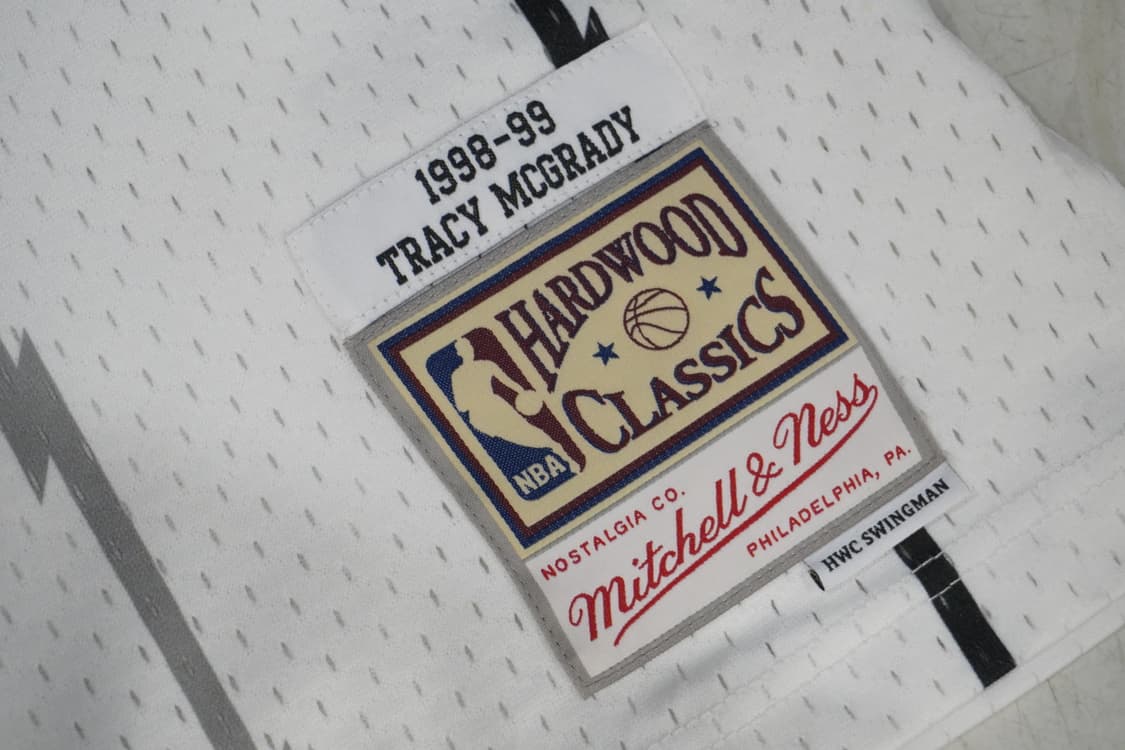 1998-99
TRACY MCGRADY
HARDWOOD
CLASSICS
NBA
NOSTALGIA CO.
Mitchell & Ness
PHILADELPHIA, PA.
HWC SWINGMAN